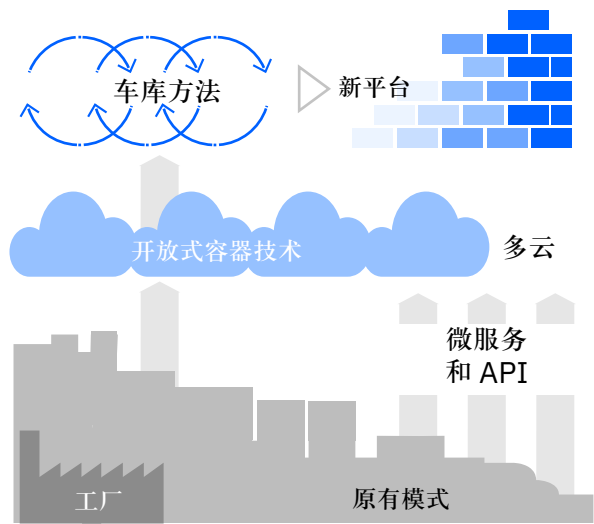 车库方法
新平台
开放式容器技术
多云
微服务
和 API
工厂
原有模式